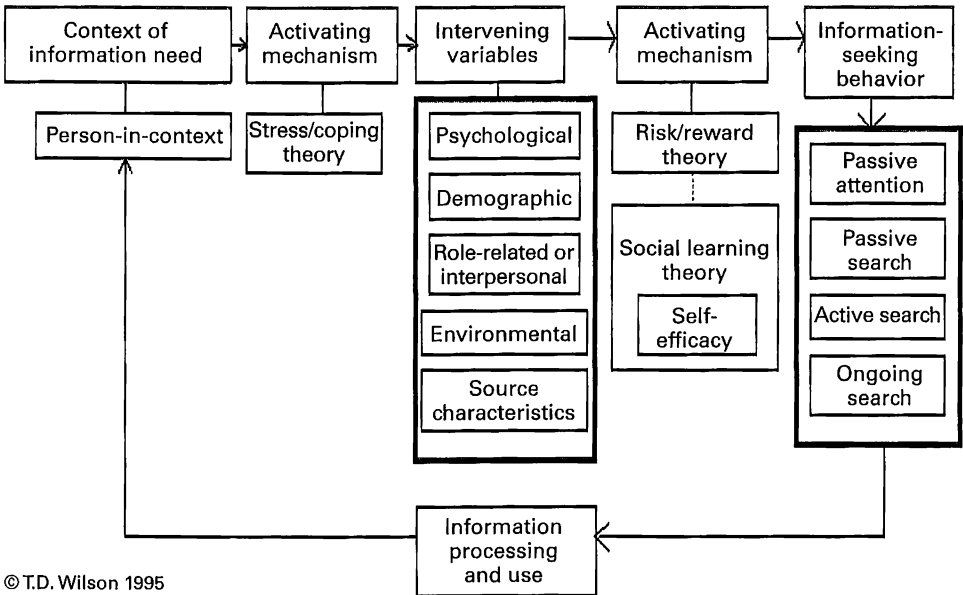 Context of
information need
Activating
mechanism
Intervening
variables
Activating
mechanism
Information-
seeking
behavior
Person-in-context
Stress/coping
theory
Psychological
Demographic
Role-related or
interpersonal
Environmental
Source
characteristics
Risk/reward
theory
Social learning
theory
Self-
efficacy
Passive
attention
Passive
search
Active search
Ongoing
search
Information
processing
and use
© T.D. Wilson 1995